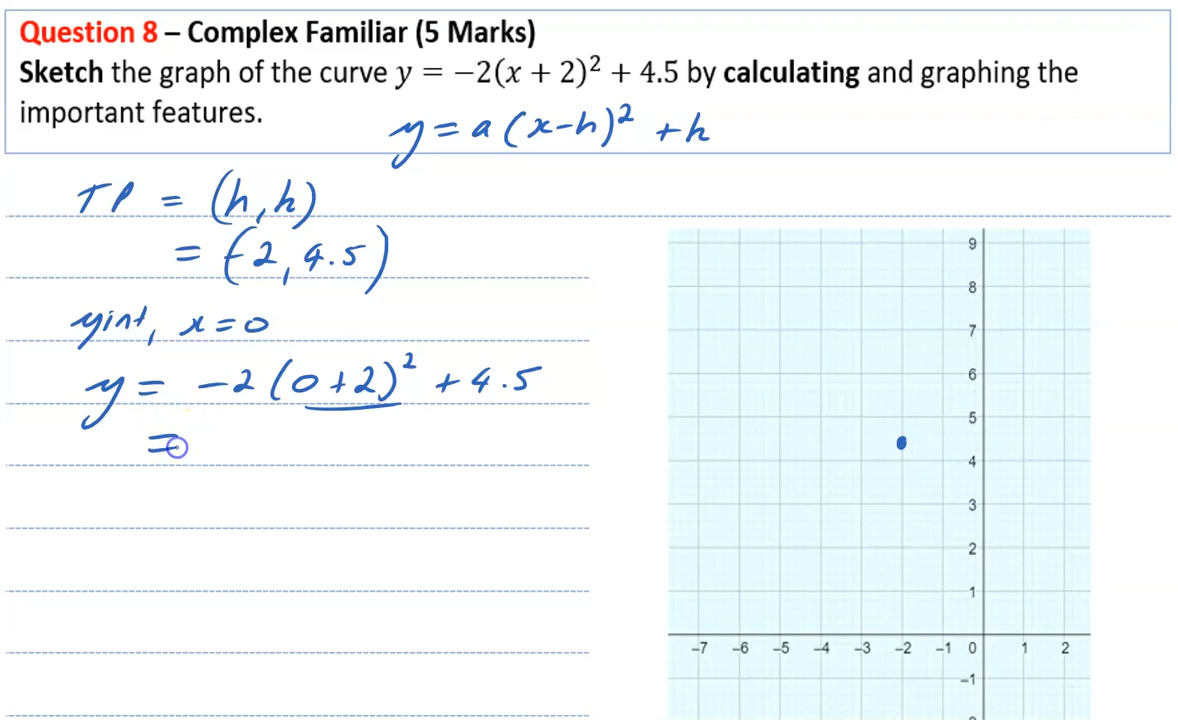 Question 8 – Complex Familiar (5 Marks)
Sketch the graph of the curve y = −2(x + 2)² + 4.5 by calculating and graphing the
important features.
y = a (x-h)² + k
TP = (h, k)
= (-2, 4.5)
yint, x = 0
y = -2 (0+2)² + 4.5
=
9
8
7
6
5
4
3
2
1
-7 -6 -5 -4 -3 -2 -1 0 1 2
-1